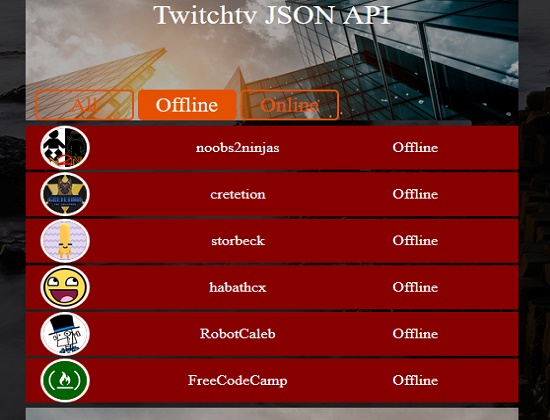 Twitchtv JSON API
All Offline Online
noobs2ninjas Offline
cretetion Offline
storbeck Offline
habathcx Offline
RobotCaleb Offline
FreeCodeCamp Offline